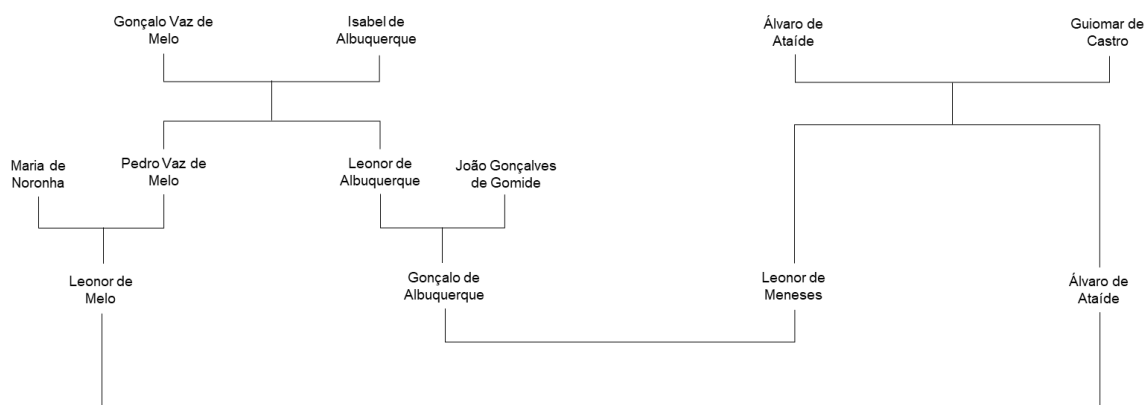 Gonçalo Vaz de
Melo
Isabel de
Albuquerque
Álvaro de
Ataíde
Guiomar de
Castro
Maria de
Noronha
Pedro Vaz de
Melo
Leonor de
Albuquerque
João Gonçalves
de Gomide
Leonor de
Melo
Gonçalo de
Albuquerque
Leonor de
Meneses
Álvaro de
Ataíde